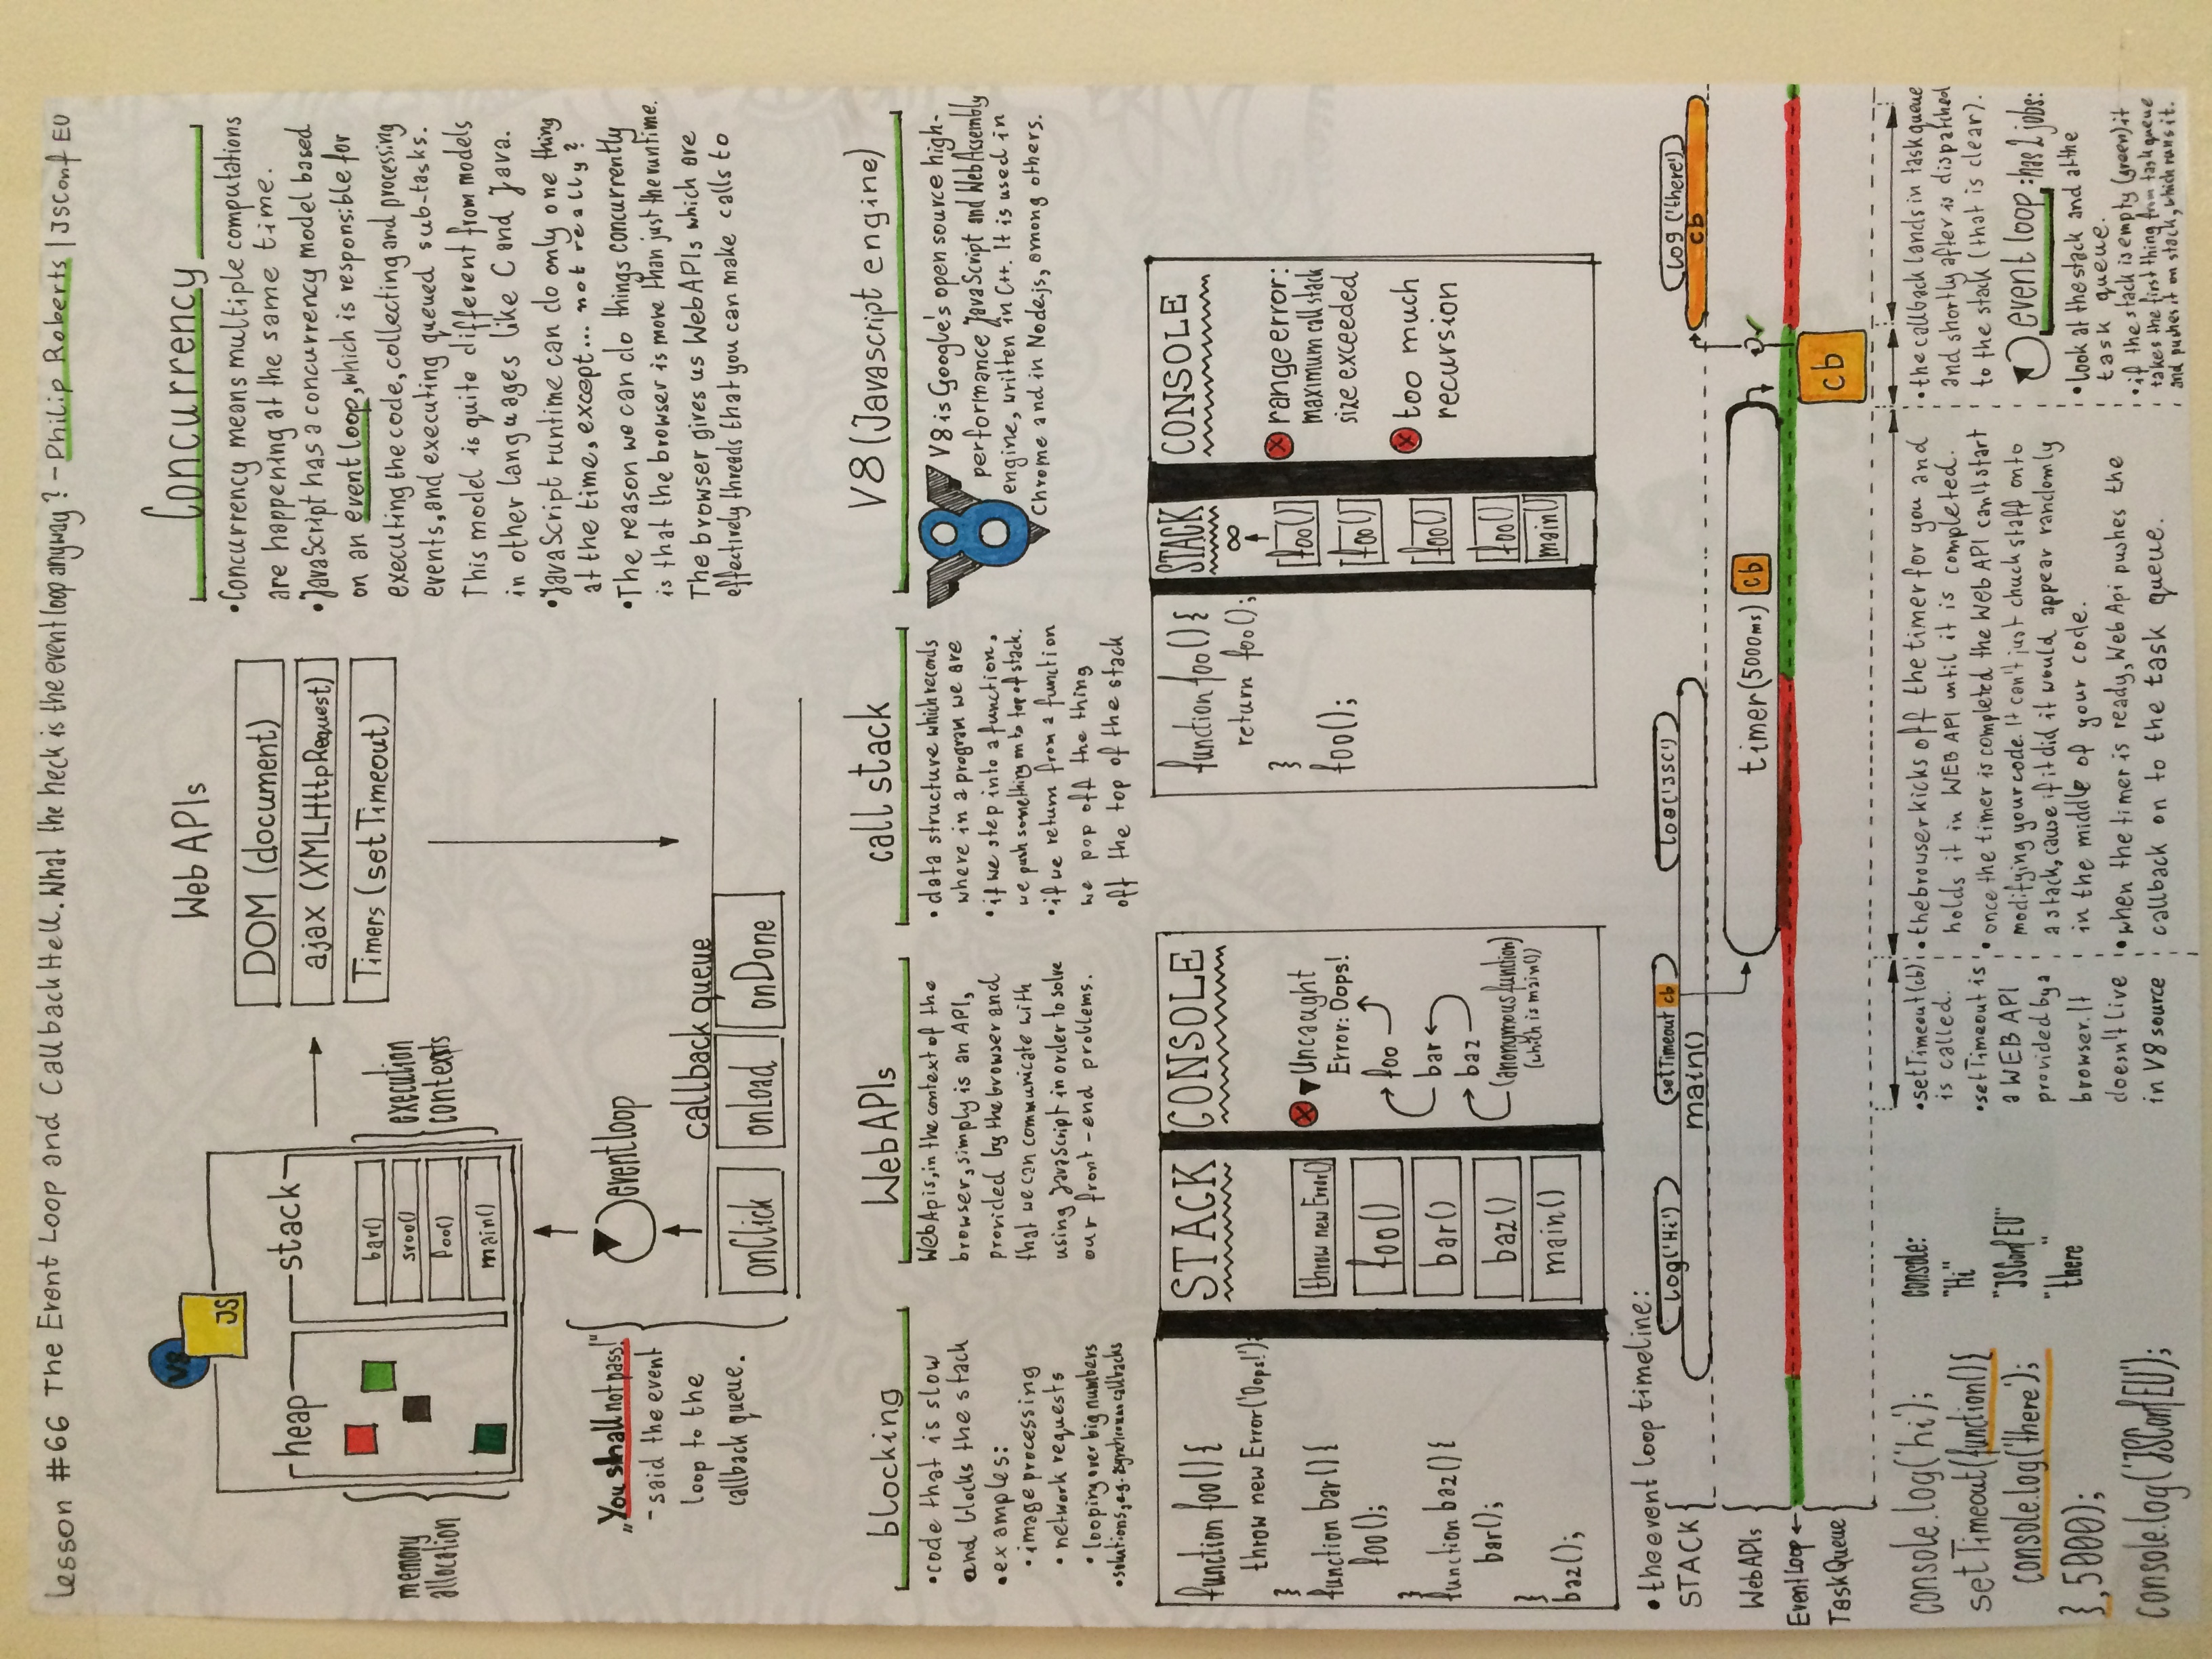 Lesson #66 The Event Loop and Callback Hell. What the heck is the event loop anyway? - Philip Roberts | JSConf EU
V8
JS
heap
stack
bar()
sroo()
foo()
main()
memory
allocation
execution
contexts
Web APIs
DOM (document)
ajax (XMLHttpRequest)
Timers (setTimeout)
„You shall not pass!"
- said the event
loop to the
callback queue.
event loop
callback queue
onClick
onLoad
onDone
Concurrency
•Concurrency means multiple computations
are happening at the same time.
•JavaScript has a concurrency model based
on an event loop, which is responsible for
executing the code, collecting and processing
events, and executing queued sub-tasks.
This model is quite different from models
in other languages like C and Java.
•JavaScript runtime can do only one thing
at the time, except... not really?
•The reason we can do things concurrently
is that the browser is more than just the runtime.
The browser gives us WebAPIs which are
effectively threads that you can make calls to
blocking
•code that is slow
and blocks the stack
•examples:
•image processing
•network requests
•looping over big numbers
•solutions, e.g. asynchronous callbacks
WebAPIs
WebApis, in the context of the
browser, simply is an API,
provided by the browser and
that we can communicate with
using JavaScript in order to solve
our front-end problems.
call stack
•data structure which records
where in a program we are
•if we step into a function,
we push something on to top of stack.
•if we return from a function
we pop off the thing
off the top of the stack
V8 (Javascript engine)
8
V8 is Google's open source high-
performance JavaScript and WebAssembly
engine, written in C++. It is used in
Chrome and in Node.js, among others.
function foo() {
throw new Error('Oops!');
}
function bar() {
foo();
}
function baz() {
bar();
}
baz();
STACK
throw new Error()
foo()
bar()
baz()
main()
CONSOLE
▼ Uncaught
Error: Oops!
foo
bar
baz
(anonymous function)
(which is main())
function foo() {
return foo();
}
foo();
STACK
∞
foo()
foo()
foo()
foo()
main()
CONSOLE
range error:
maximum call stack
size exceeded
too much
recursion
•the event loop timeline:
STACK {
log('Hi')
setTimeout cb
log('JSC')
log('there')
main()
cb
WebAPIs
timer (5000ms) cb
Event Loop ←
TaskQueue
cb
console.log('hi');
setTimeout(function(){
console.log('there');
},5000);
console.log('JSConfEU');
console:
"Hi"
"JSConf EU"
"there"
•setTimeout(cb)
is called.
•setTimeout is
a WEB API
provided by a
browser. It
doesn't live
in V8 source
•the browser kicks off the timer for you and
holds it in WEB API until it is completed.
•once the timer is completed the Web API can't start
modifying your code. It can't just chuck staff onto
a stack, cause if it did it would appear randomly
in the middle of your code.
•when the timer is ready, Web Api pushes the
callback on to the task queue.
•the callback lands in task queue
and shortly after is dispatched
to the stack (that is clear).
event loop :has 2 jobs:
•look at the stack and at the
task queue.
•if the stack is empty (green) it
takes the first thing from task queue
and pushes it on stack, which runs it.